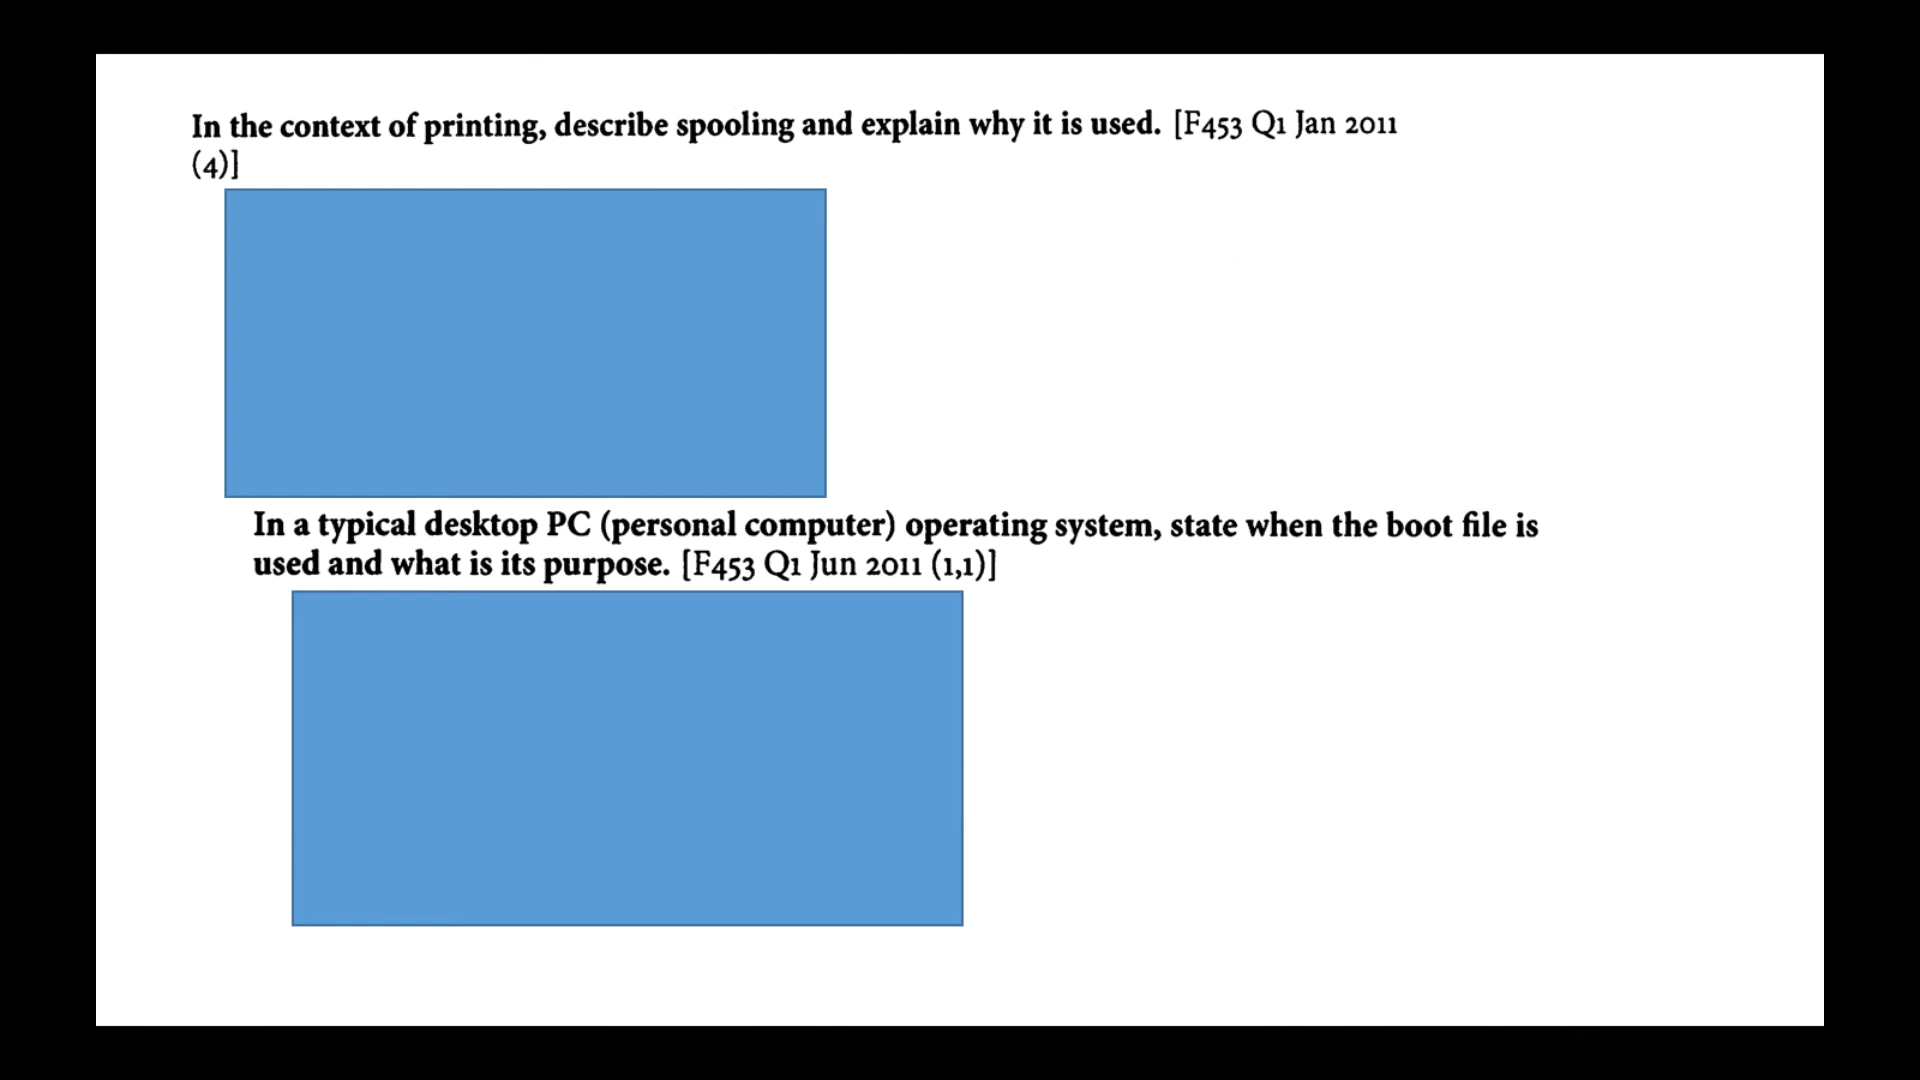 In the context of printing, describe spooling and explain why it is used. [F453 Q1 Jan 2011
(4)]
In a typical desktop PC (personal computer) operating system, state when the boot file is
used and what is its purpose. [F453 Q1 Jun 2011 (1,1)]